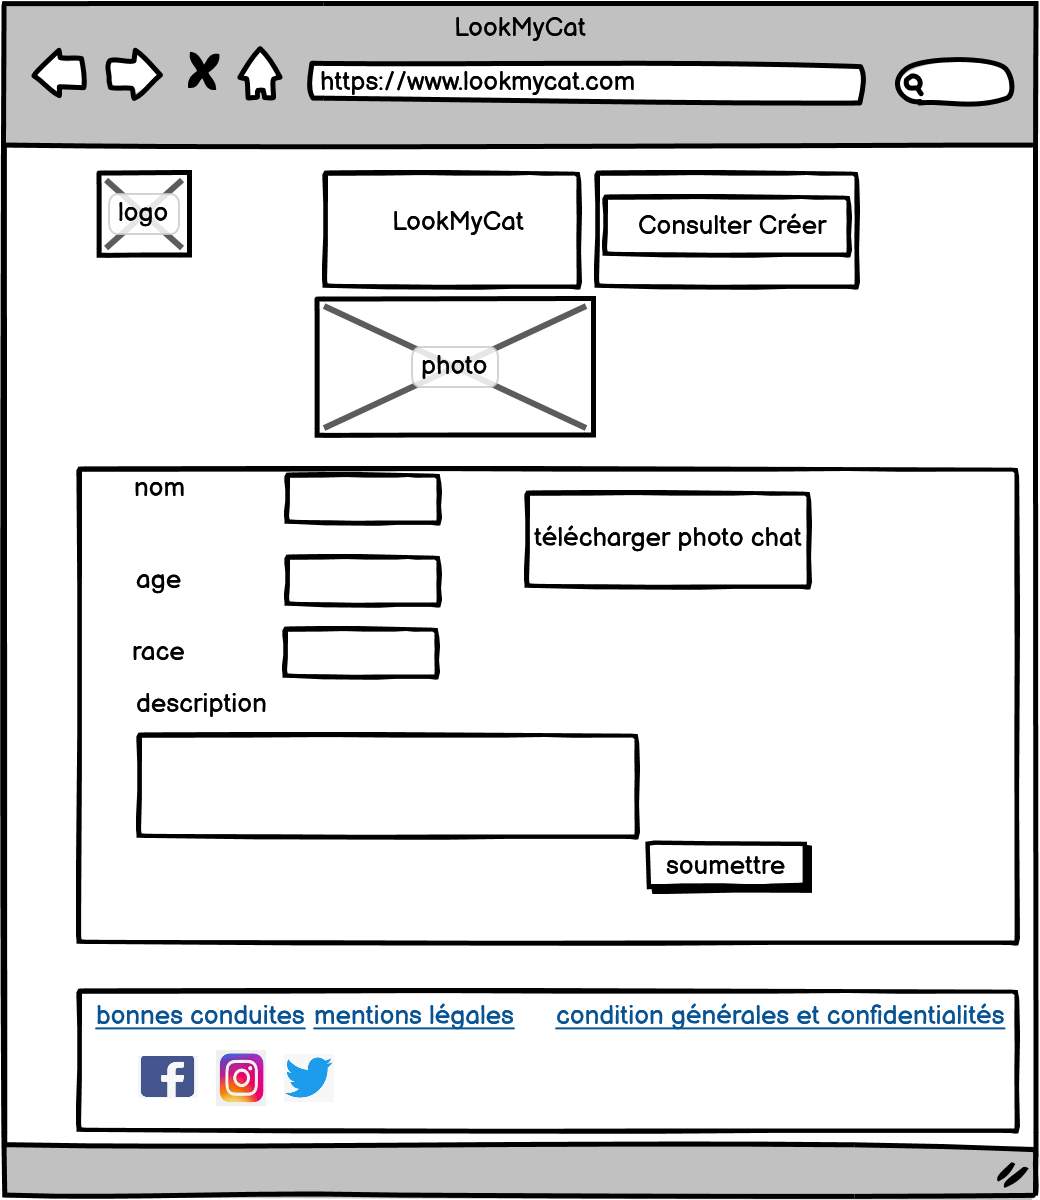 LookMyCat
https://www.lookmycat.com
logo
LookMyCat
Consulter Créer
photo
nom
télécharger photo chat
age
race
description
soumettre
bonnes conduites mentions légales condition générales et confidentialités